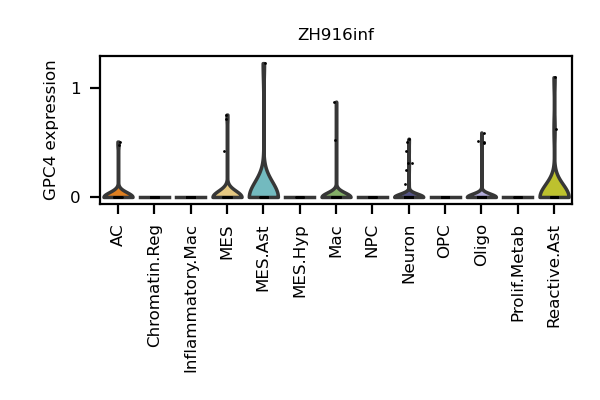 ZH916inf
GPC4 expression
1
0
AC
Chromatin.Reg
Inflammatory.Mac
MES
MES.Ast
MES.Hyp
Mac
NPC
Neuron
OPC
Oligo
Prolif.Metab
Reactive.Ast